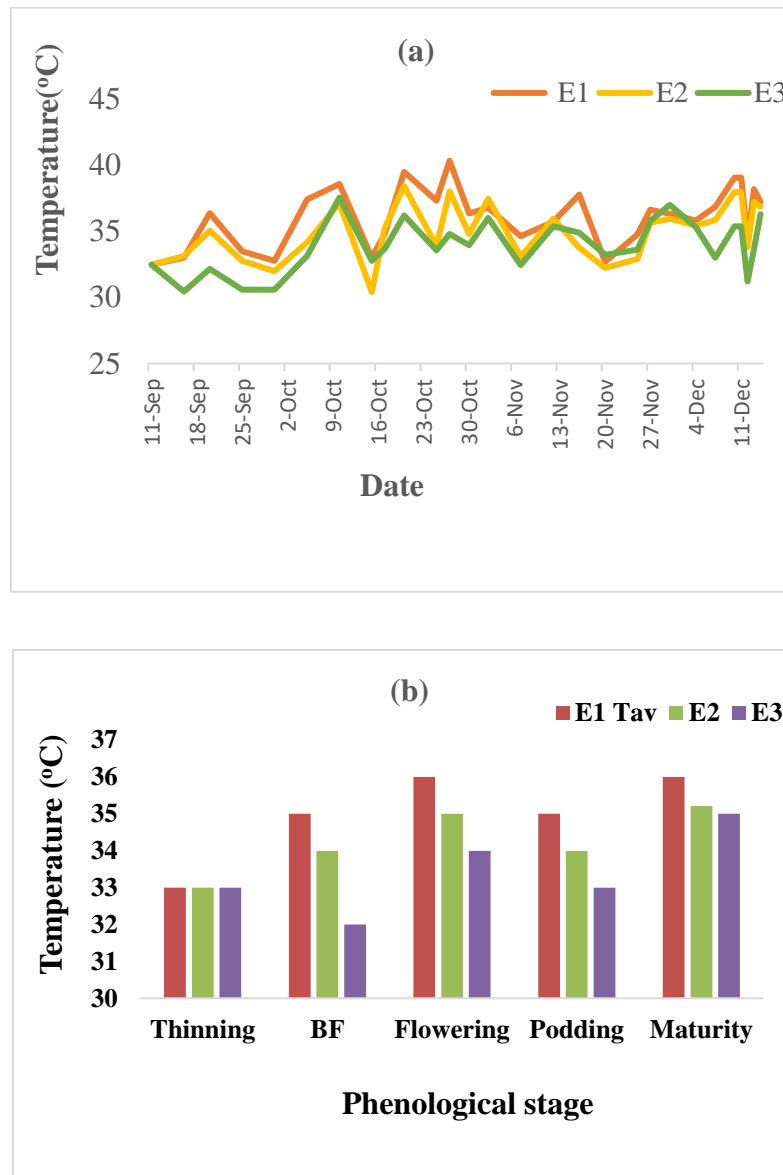 (a)
E1 E2 E3
Temperature(oC)
45
40
35
30
25
11-Sep 18-Sep 25-Sep 2-Oct 9-Oct 16-Oct 23-Oct 30-Oct 6-Nov 13-Nov 20-Nov 27-Nov 4-Dec 11-Dec
Date
(b)
E1 Tav E2 E3
Temperature (oC)
37
36
35
34
33
32
31
30
Thinning BF Flowering Podding Maturity
Phenological stage